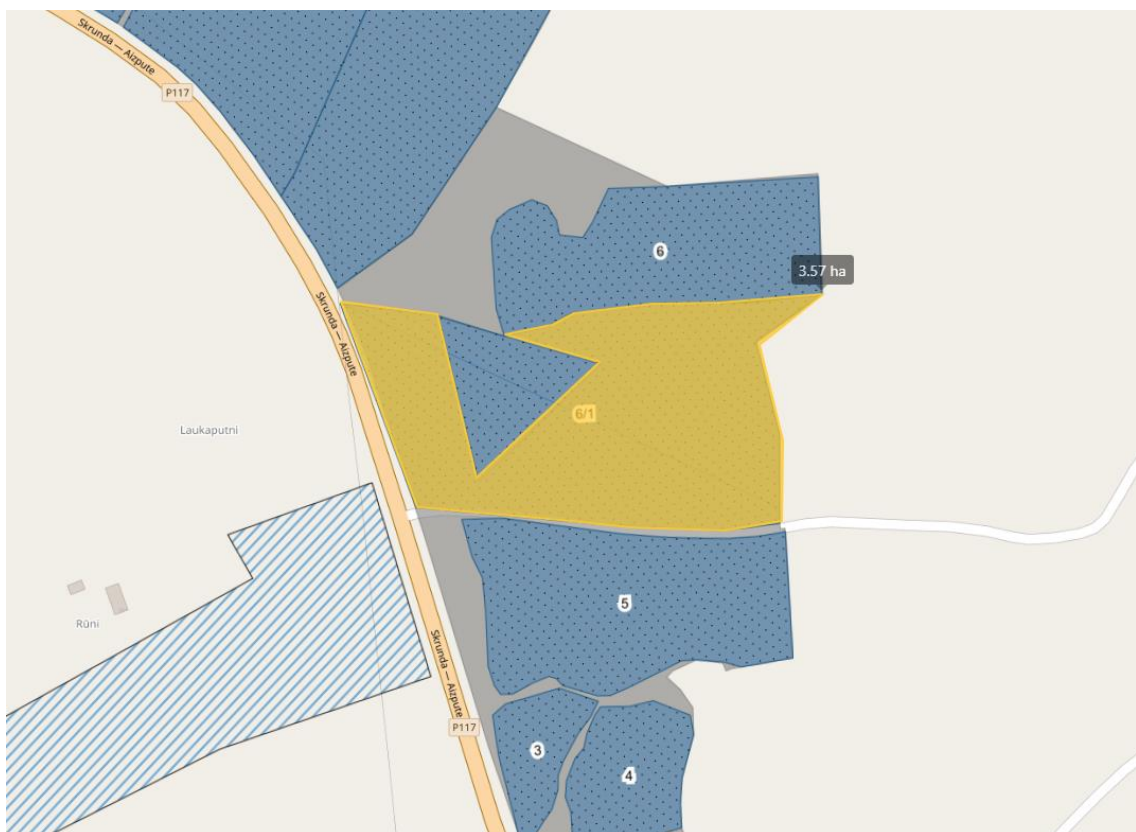 Skrunda — Aizpute
P117
6
3.57 ha
Skrunda — Aizpute
6/1
Laukaputni
5
Rūni
Skrunda — Aizpute
P117
3
4